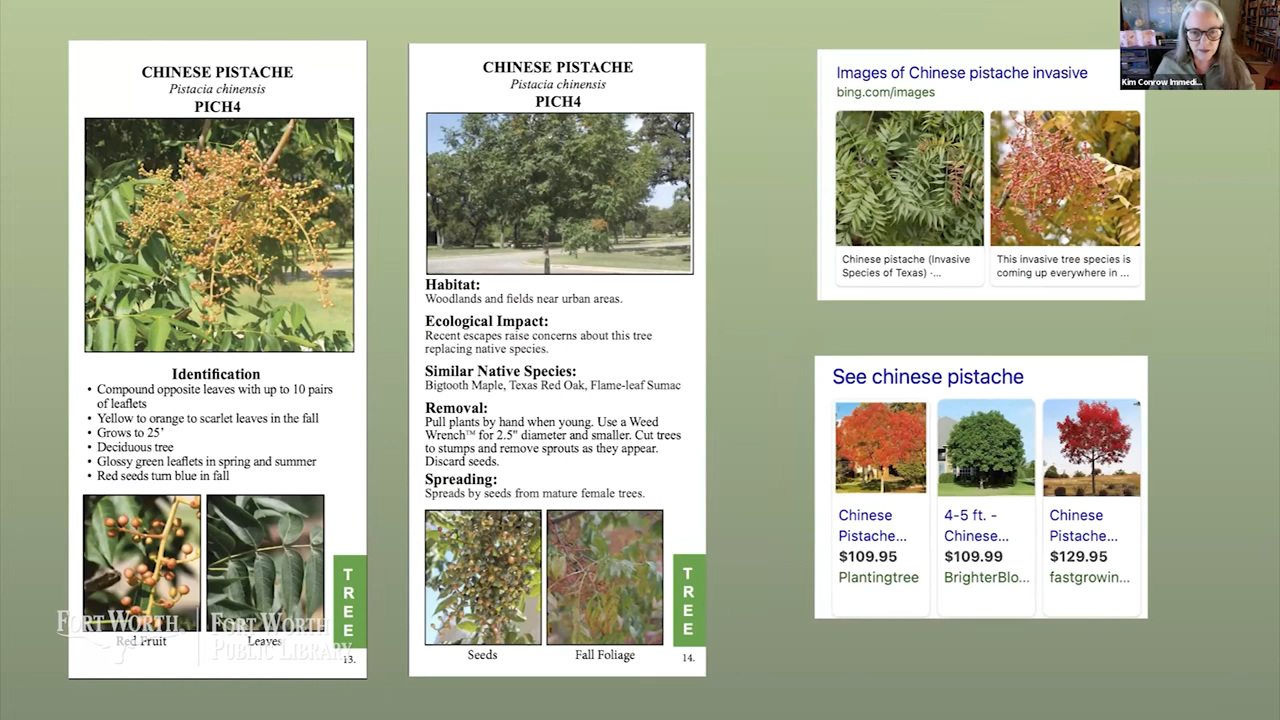 CHINESE PISTACHE
Pistacia chinensis
PICH4
Identification
• Compound opposite leaves with up to 10 pairs
of leaflets
• Yellow to orange to scarlet leaves in the fall
• Grows to 25’
• Deciduous tree
• Glossy green leaflets in spring and summer
• Red seeds turn blue in fall
Red Fruit
Leaves
TREE
13.
FORT WORTH.
FORT WORTH
PUBLIC LIBRARY
CHINESE PISTACHE
Pistacia chinensis
PICH4
Habitat:
Woodlands and fields near urban areas.
Ecological Impact:
Recent escapes raise concerns about this tree
replacing native species.
Similar Native Species:
Bigtooth Maple, Texas Red Oak, Flame-leaf Sumac
Removal:
Pull plants by hand when young. Use a Weed
Wrench™ for 2.5" diameter and smaller. Cut trees
to stumps and remove sprouts as they appear.
Discard seeds.
Spreading:
Spreads by seeds from mature female trees.
Seeds
Fall Foliage
TREE
14.
Images of Chinese pistache invasive
bing.com/images
Chinese pistache (Invasive
Species of Texas) ·...
This invasive tree species is
coming up everywhere in ...
See chinese pistache
Chinese
Pistache...
$109.95
Plantingtree
4-5 ft. -
Chinese...
$109.99
BrighterBlo...
Chinese
Pistache...
$129.95
fastgrowin...
Kim Conrow Immedi...